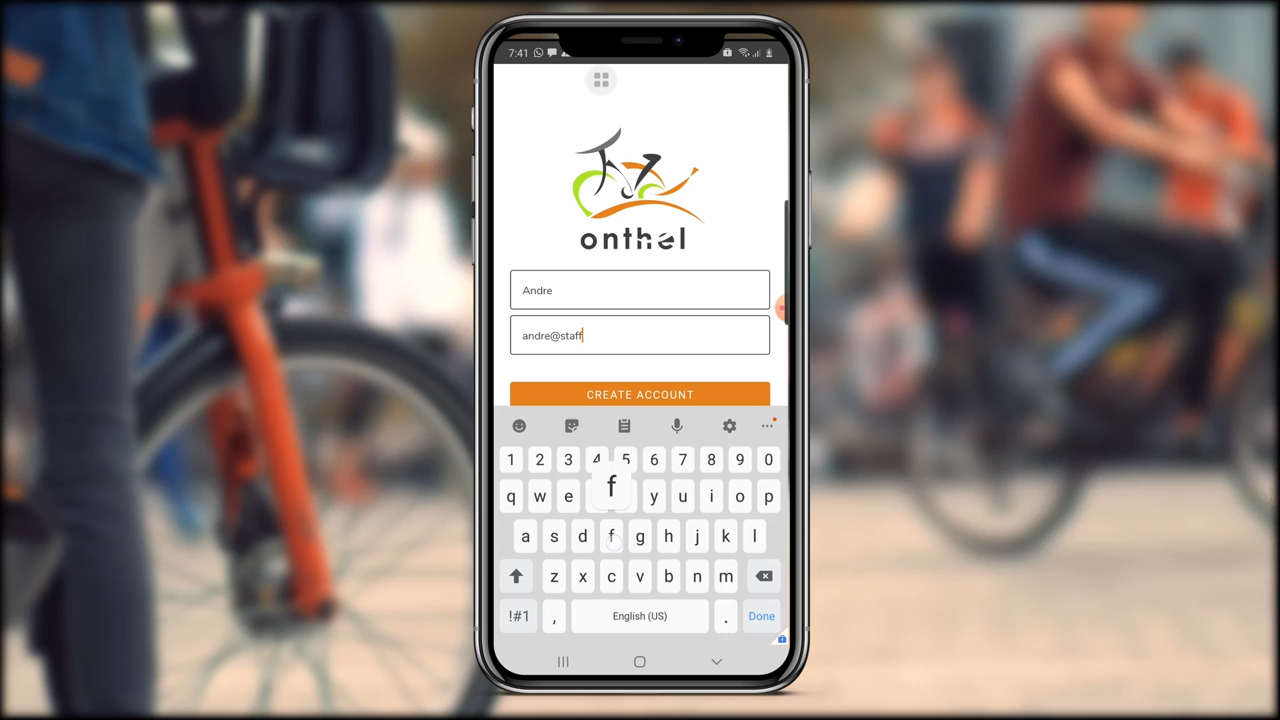 7:41
onthel
Andre
andre@staff
CREATE ACCOUNT
1 2 3 4 5 6 7 8 9 0
q w e f y u i o p
a s d f g h j k l
z x c v b n m
!#1 , English (US) . Done